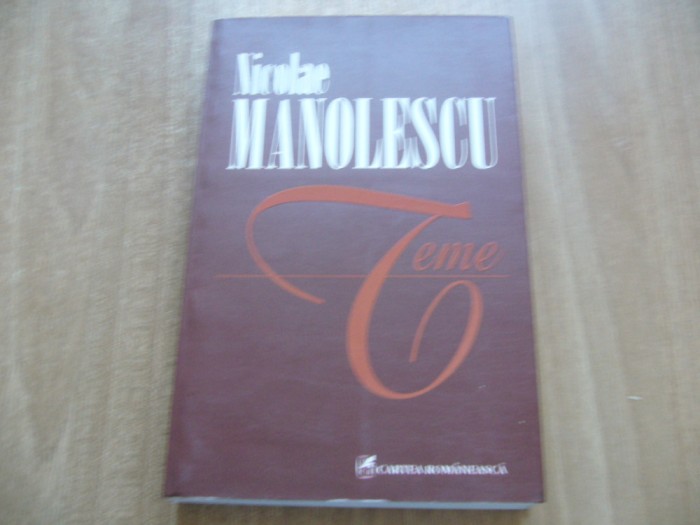 Nicolae
MANOLESCU
Teme
CARTEA ROMÂNEASCĂ